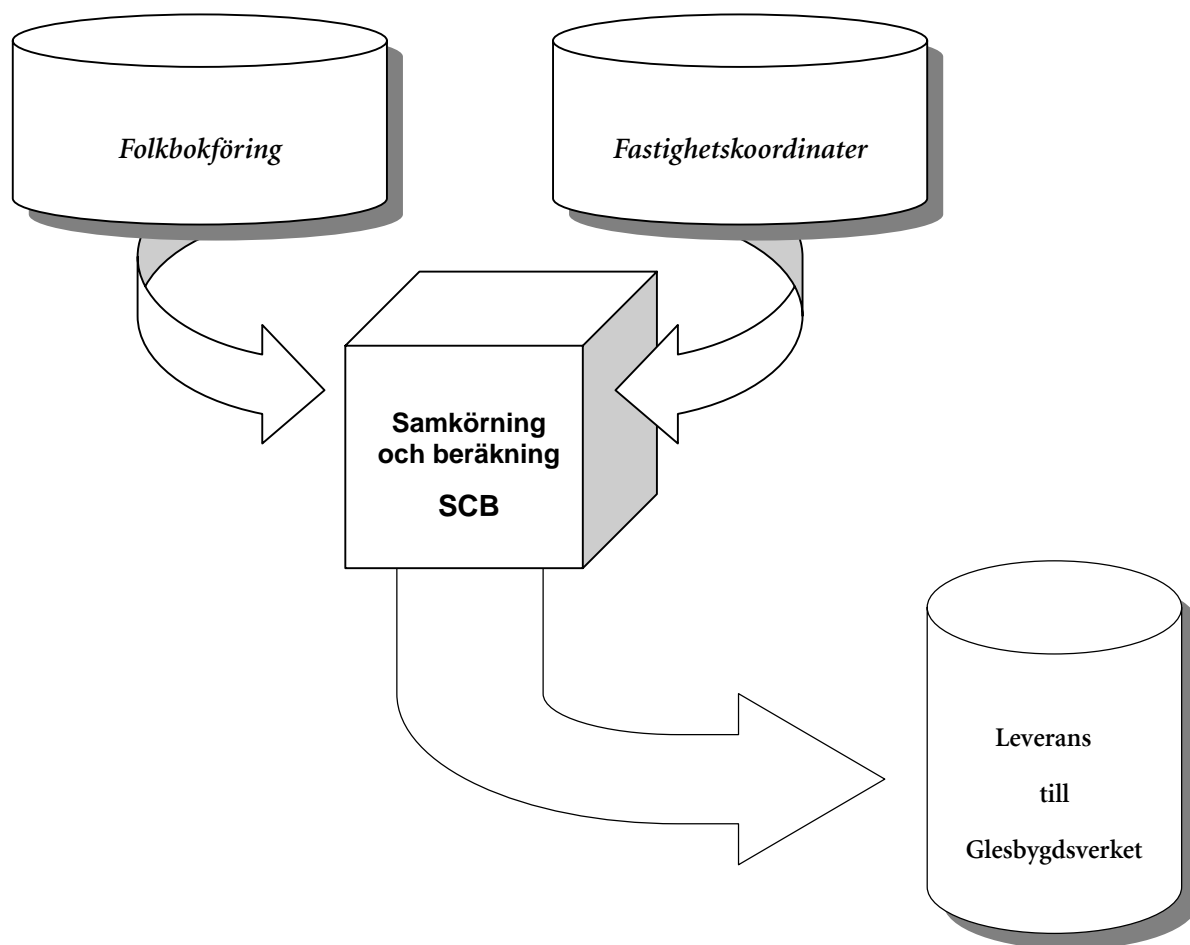 Folkbokföring
Fastighetskoordinater
Samkörning
och beräkning
SCB
Leverans
till
Glesbygdsverket